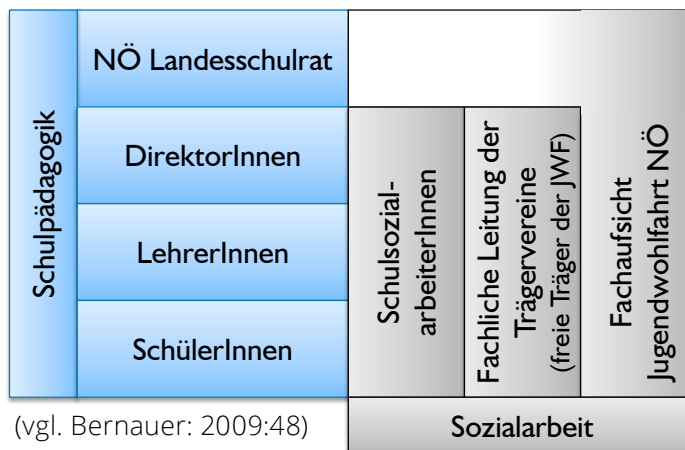 Schulpädagogik
NÖ Landesschulrat
DirektorInnen
LehrerInnen
SchülerInnen
Schulsozial-
arbeiterInnen
Fachliche Leitung der
Trägervereine
(freie Träger der JWF)
Fachaufsicht
Jugendwohlfahrt NÖ
(vgl. Bernauer: 2009:48)
Sozialarbeit